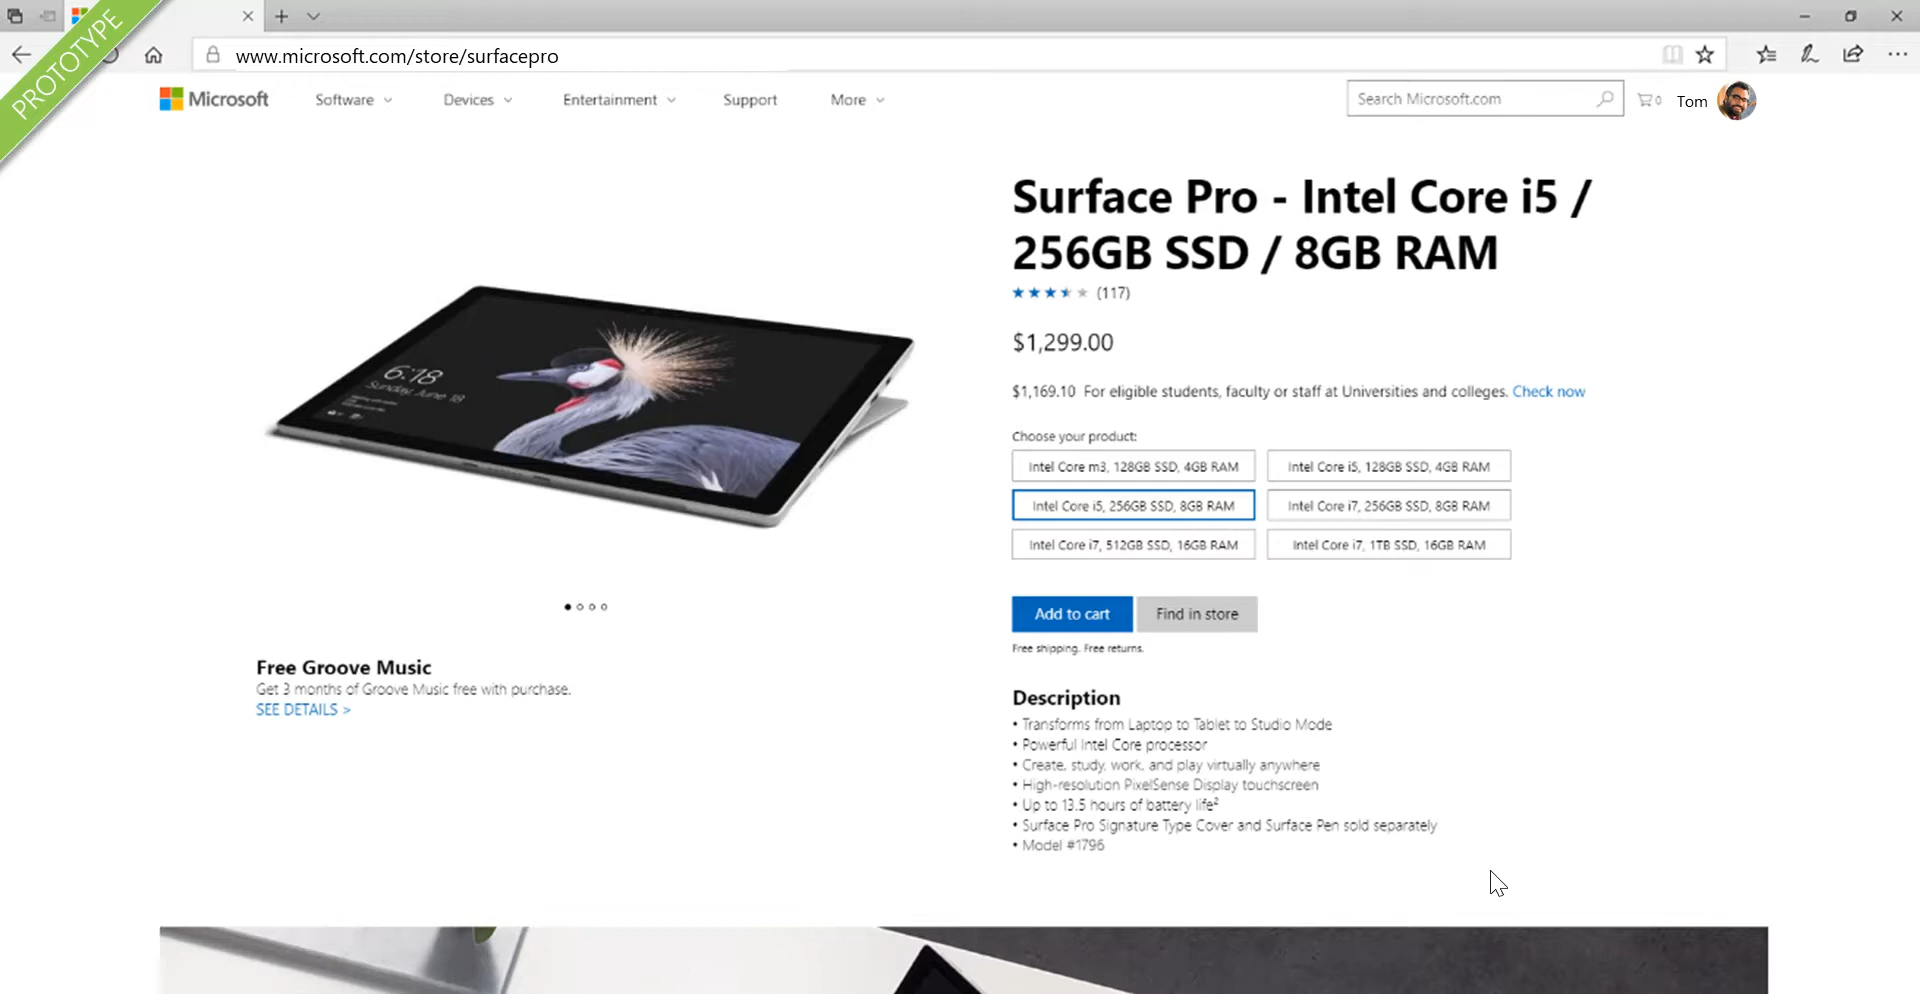 PROTOTYPE
www.microsoft.com/store/surfacepro
Microsoft
Software
Devices
Entertainment
Support
More
Search Microsoft.com
0
Tom
Surface Pro - Intel Core i5 /
256GB SSD / 8GB RAM
(117)
$1,299.00
$1,169.10 For eligible students, faculty or staff at Universities and colleges. Check now
Choose your product:
Intel Core m3, 128GB SSD, 4GB RAM
Intel Core i5, 128GB SSD, 4GB RAM
Intel Core i5, 256GB SSD, 8GB RAM
Intel Core i7, 256GB SSD, 8GB RAM
Intel Core i7, 512GB SSD, 16GB RAM
Intel Core i7, 1TB SSD, 16GB RAM
Add to cart
Find in store
Free shipping. Free returns.
6:18
Sunday, June 18
Free Groove Music
Get 3 months of Groove Music free with purchase.
SEE DETAILS >
Description
• Transforms from Laptop to Tablet to Studio Mode
• Powerful Intel Core processor
• Create, study, work, and play virtually anywhere
• High-resolution PixelSense Display touchscreen
• Up to 13.5 hours of battery life²
• Surface Pro Signature Type Cover and Surface Pen sold separately
• Model #1796